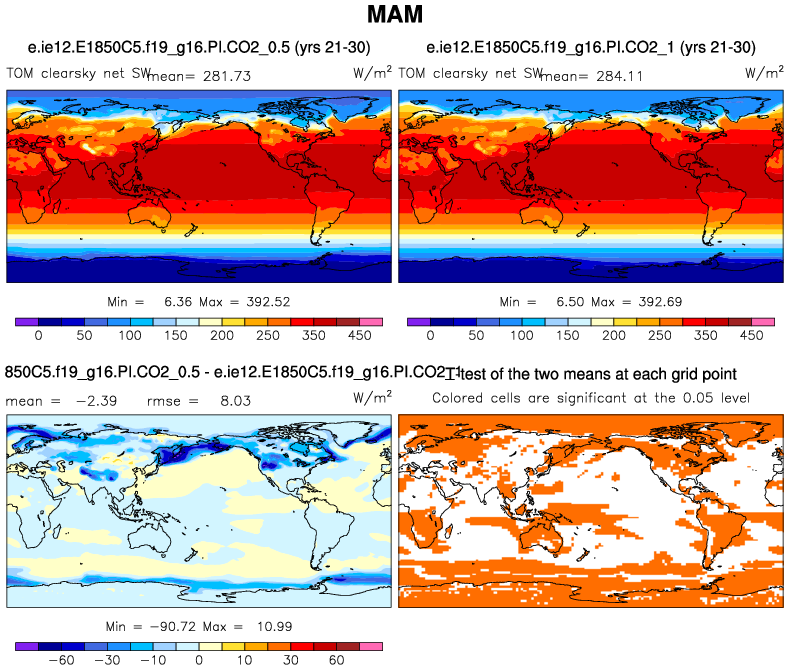 MAM
e.ie12.E1850C5.f19_g16.PI.CO2_0.5 (yrs 21-30)
TOM clearsky net SW mean= 281.73 W/m2
Min = 6.36 Max = 392.52
0 50 100 150 200 250 350 450
e.ie12.E1850C5.f19_g16.PI.CO2_1 (yrs 21-30)
TOM clearsky net SW mean= 284.11 W/m2
Min = 6.50 Max = 392.69
0 50 100 150 200 250 350 450
850C5.f19_g16.PI.CO2_0.5 - e.ie12.E1850C5.f19_g16.PI.CO2_1
mean = -2.39 rmse = 8.03 W/m2
Min = -90.72 Max = 10.99
-60 -30 -10 0 10 30 60
T-test of the two means at each grid point
Colored cells are significant at the 0.05 level